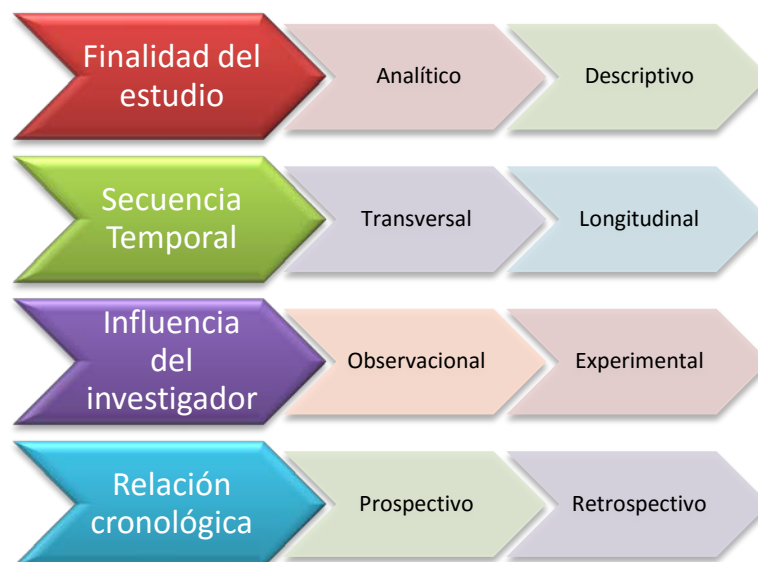 Finalidad del
estudio
Analítico
Descriptivo
Secuencia
Temporal
Transversal
Longitudinal
Influencia
del
investigador
Observacional
Experimental
Relación
cronológica
Prospectivo
Retrospectivo